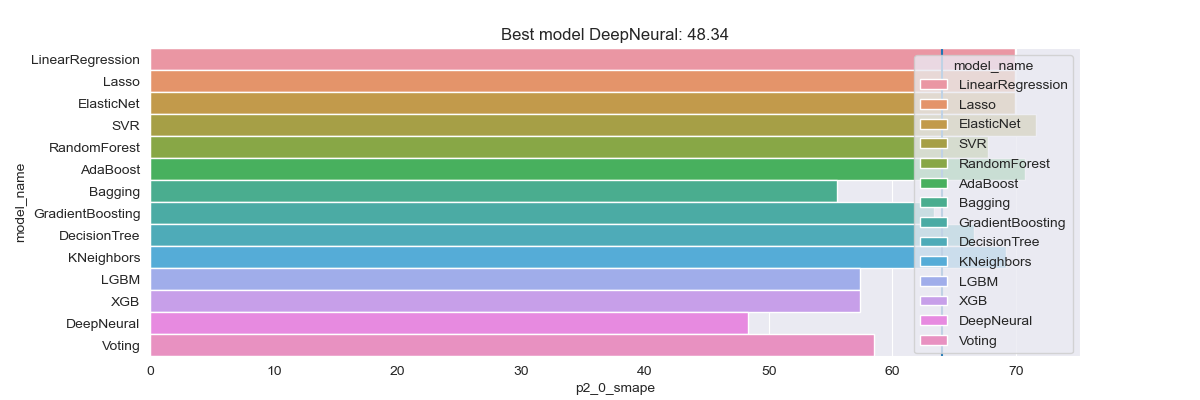 Best model DeepNeural: 48.34
model_name
LinearRegression
Lasso
ElasticNet
SVR
RandomForest
AdaBoost
Bagging
GradientBoosting
DecisionTree
KNeighbors
LGBM
XGB
DeepNeural
Voting
model_name
LinearRegression
Lasso
ElasticNet
SVR
RandomForest
AdaBoost
Bagging
GradientBoosting
DecisionTree
KNeighbors
LGBM
XGB
DeepNeural
Voting
0 10 20 30 40 50 60 70
p2_0_smape